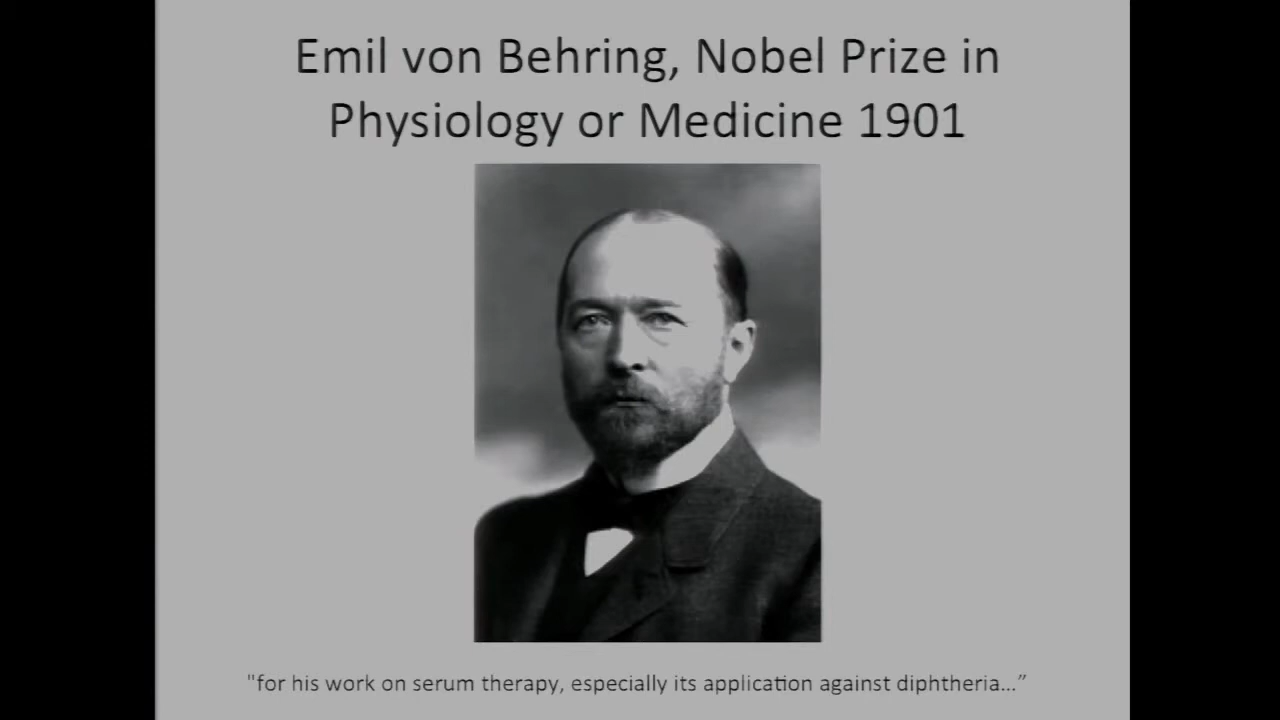 Emil von Behring, Nobel Prize in
Physiology or Medicine 1901
"for his work on serum therapy, especially its application against diphtheria…”